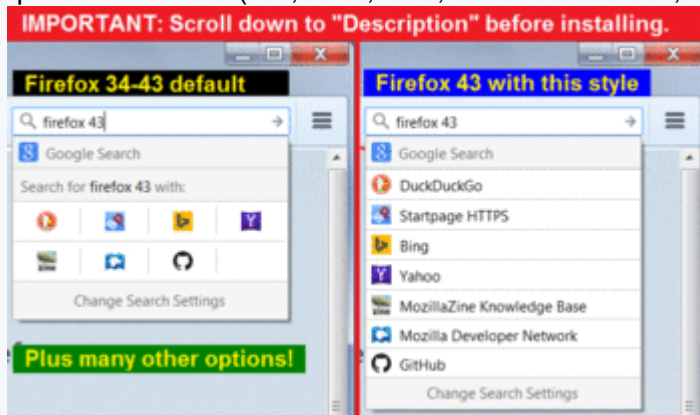 IMPORTANT: Scroll down to "Description" before installing.
Firefox 34-43 default
firefox 43
Google Search
Search for firefox 43 with:
Change Search Settings
Plus many other options!
Firefox 43 with this style
firefox 43
Google Search
DuckDuckGo
Startpage HTTPS
Bing
Yahoo
MozillaZine Knowledge Base
Mozilla Developer Network
GitHub
Change Search Settings